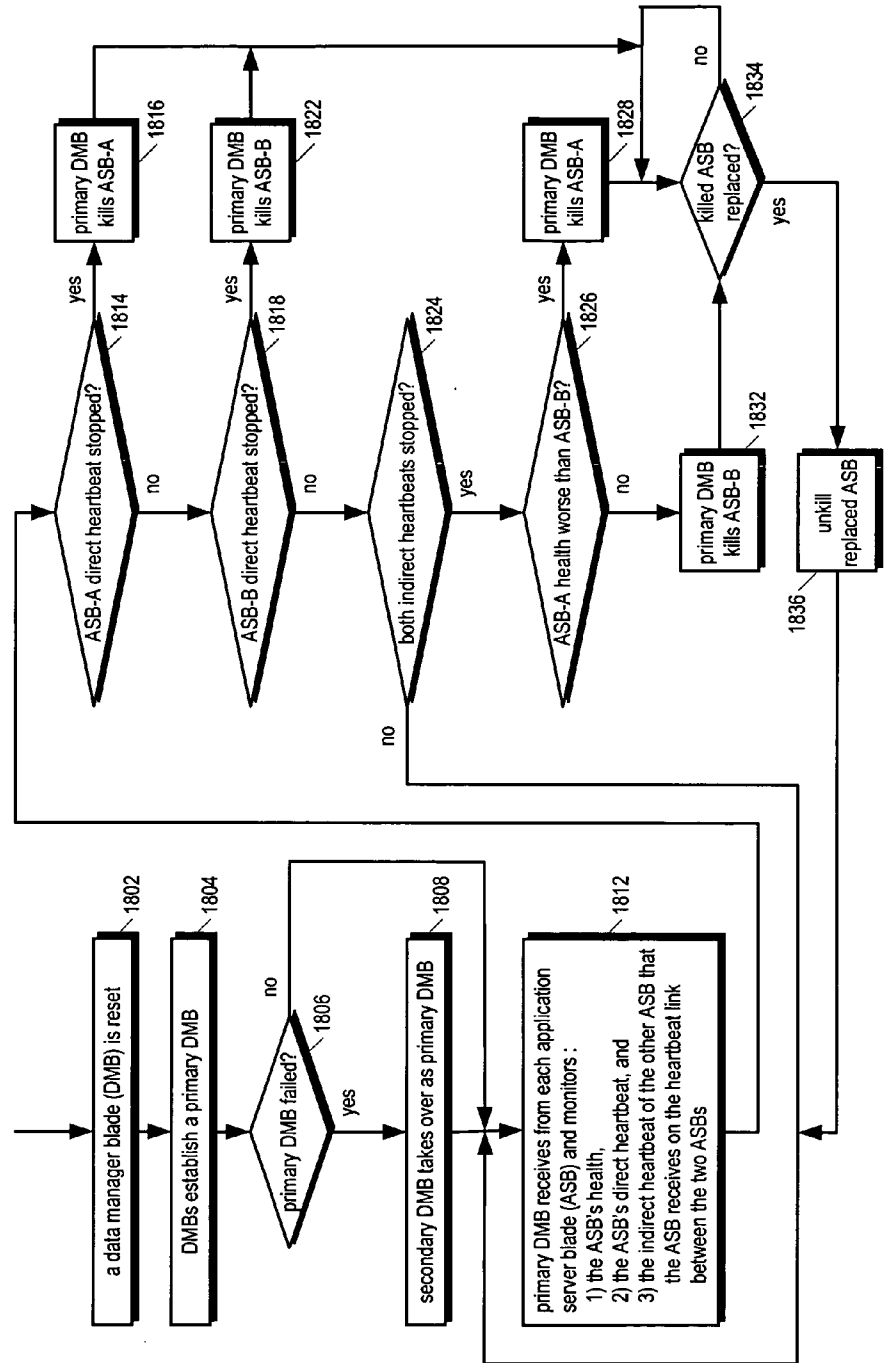 a data manager blade (DMB) is reset
1802
DMBs establish a primary DMB
1804
primary DMB failed?
1806
no
yes
secondary DMB takes over as primary DMB
1808
primary DMB receives from each application
server blade (ASB) and monitors :
1) the ASB's health,
2) the ASB's direct heartbeat, and
3) the indirect heartbeat of the other ASB that
the ASB receives on the heartbeat link
between the two ASBs
1812
ASB-A direct heartbeat stopped?
1814
yes
no
primary DMB
kills ASB-A
1816
ASB-B direct heartbeat stopped?
1818
yes
no
primary DMB
kills ASB-B
1822
both indirect heartbeats stopped?
1824
no
yes
ASB-A health worse than ASB-B?
1826
yes
no
primary DMB
kills ASB-A
1828
primary DMB
kills ASB-B
1832
killed ASB
replaced?
1834
no
yes
unkill
replaced ASB
1836